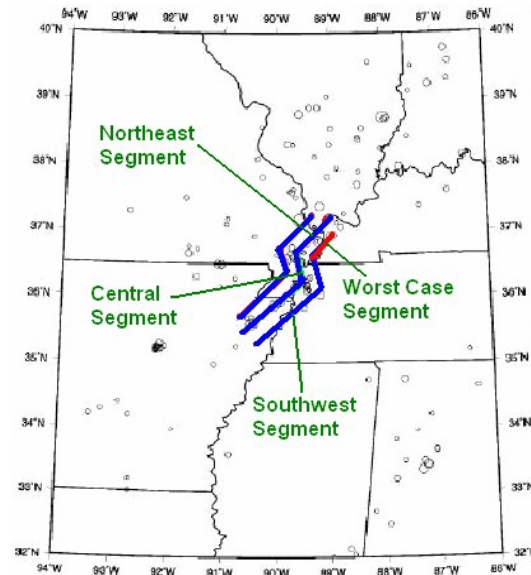 94°W 93°W 92°W 91°W 90°W 89°W 88°W 87°W 86°W
40°N 40°N
39°N 39°N
38°N 38°N
37°N 37°N
36°N 36°N
35°N 35°N
34°N 34°N
33°N 33°N
32°N 32°N
94°W 93°W 92°W 91°W 90°W 89°W 88°W 87°W 86°W
Northeast
Segment
Central
Segment
Worst Case
Segment
Southwest
Segment